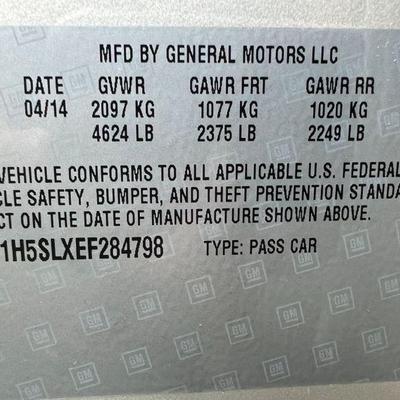 MFD BY GENERAL MOTORS LLC
DATE GVWR GAWR FRT GAWR RR
04/14 2097 KG 1077 KG 1020 KG
4624 LB 2375 LB 2249 LB
VEHICLE CONFORMS TO ALL APPLICABLE U.S. FEDERAL
CLE SAFETY, BUMPER, AND THEFT PREVENTION STANDA
ECT ON THE DATE OF MANUFACTURE SHOWN ABOVE.
1H5SLXEF284798 TYPE: PASS CAR